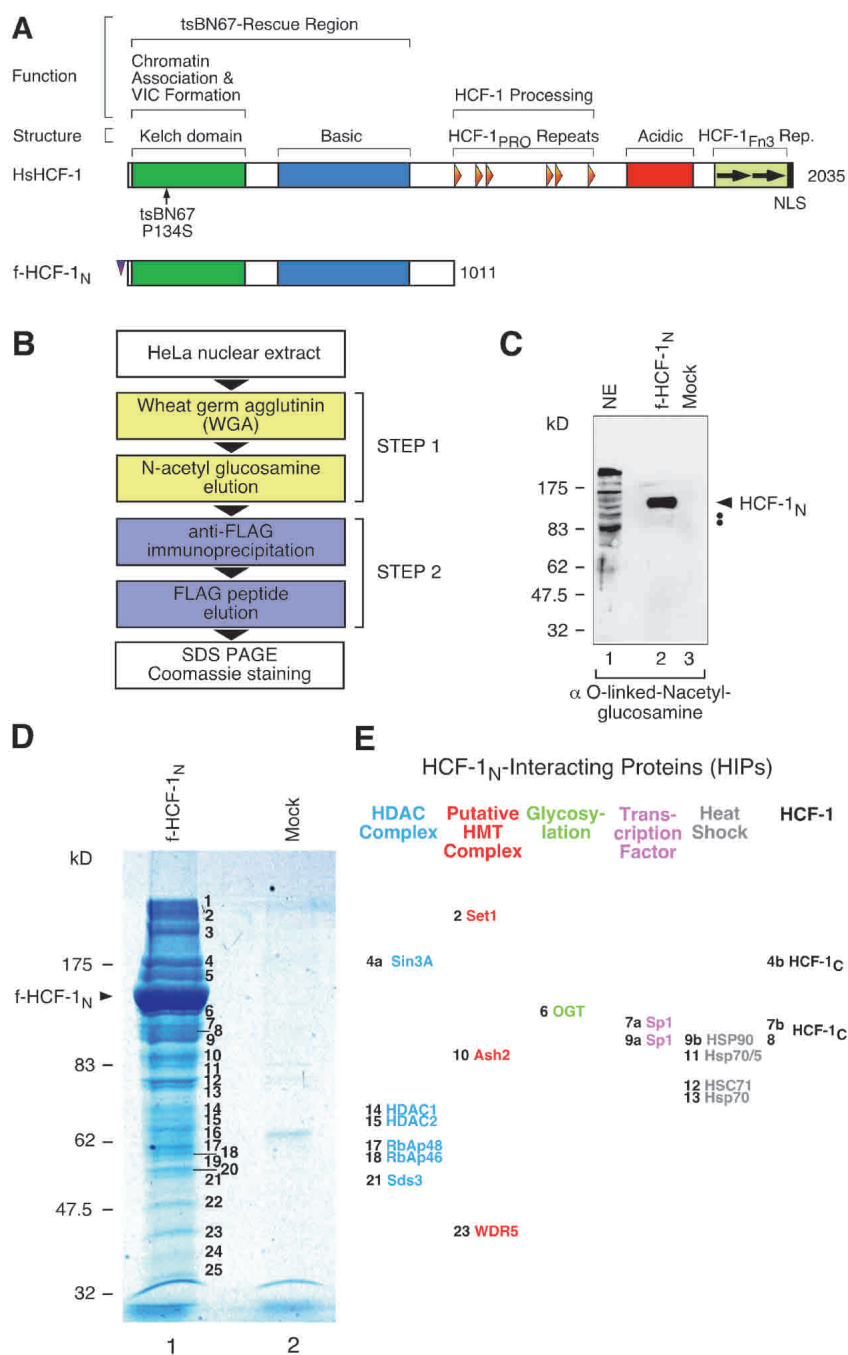 A
tsBN67-Rescue Region
Function
Chromatin
Association &
VIC Formation
HCF-1 Processing
Structure
Kelch domain
Basic
HCF-1PRO Repeats
Acidic
HCF-1Fn3 Rep.
HsHCF-1
2035
tsBN67
P134S
NLS
f-HCF-1N
1011
B
HeLa nuclear extract
Wheat germ agglutinin
(WGA)
N-acetyl glucosamine
elution
STEP 1
anti-FLAG
immunoprecipitation
FLAG peptide
elution
STEP 2
SDS PAGE
Coomassie staining
C
NE
f-HCF-1N
Mock
kD
175
83
62
47.5
32
HCF-1N
1 2 3
α O-linked-Nacetyl-
glucosamine
D
f-HCF-1N
Mock
kD
175
f-HCF-1N
83
62
47.5
32
1
2
3
4
5
6
7
8
9
10
11
12
13
14
15
16
17
18
19
20
21
22
23
24
25
1 2
E
HCF-1N-Interacting Proteins (HIPs)
HDAC
Complex
Putative
HMT
Complex
Glycosy-
lation
Trans-
cription
Factor
Heat
Shock
HCF-1
2 Set1
4a Sin3A
4b HCF-1C
6 OGT
7a Sp1
7b
9a Sp1
9b HSP90
8
HCF-1C
10 Ash2
11 Hsp70/5
12 HSC71
13 Hsp70
14 HDAC1
15 HDAC2
17 RbAp48
18 RbAp46
21 Sds3
23 WDR5